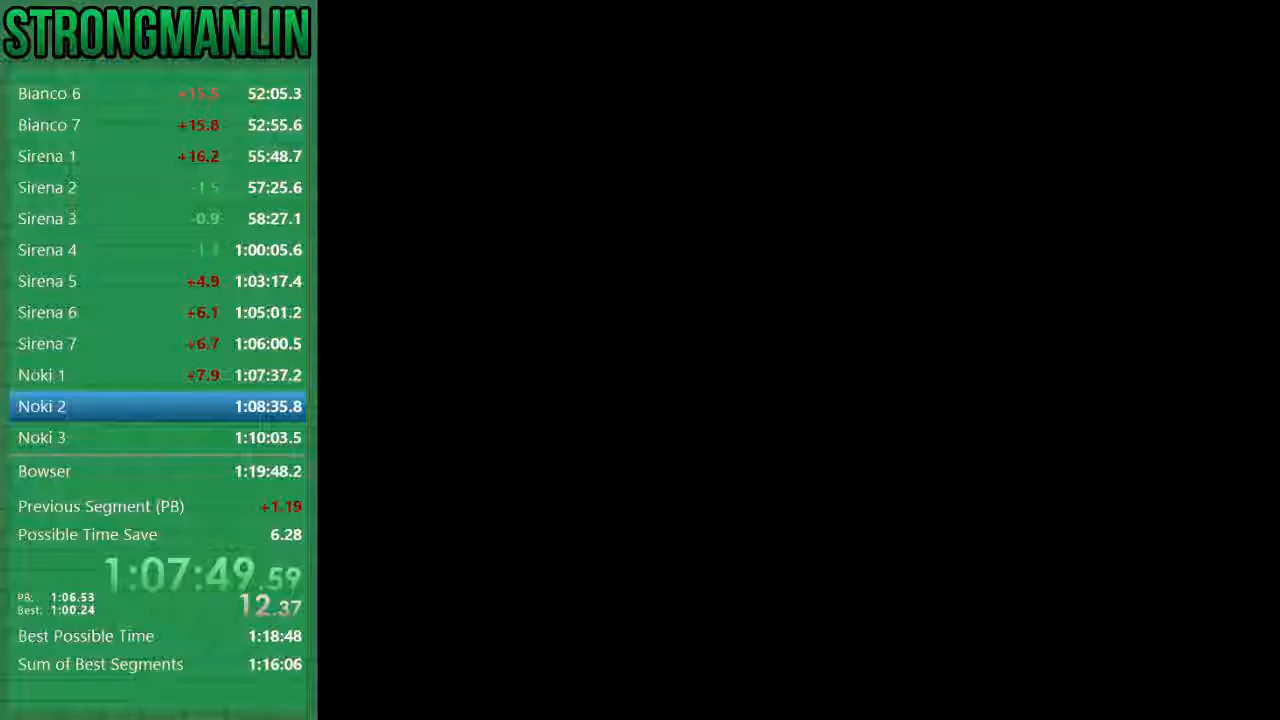 STRONGMANLIN
Bianco 6 +15.5 52:05.3
Bianco 7 +15.8 52:55.6
Sirena 1 +16.2 55:48.7
Sirena 2 -1.5 57:25.6
Sirena 3 -0.9 58:27.1
Sirena 4 -1.1 1:00:05.6
Sirena 5 +4.9 1:03:17.4
Sirena 6 +6.1 1:05:01.2
Sirena 7 +6.7 1:06:00.5
Noki 1 +7.9 1:07:37.2
Noki 2 1:08:35.8
Noki 3 1:10:03.5
Bowser 1:19:48.2
Previous Segment (PB) +1.19
Possible Time Save 6.28
1:07:49.59
PB: 1:06.53
Best: 1:00.24 12.37
Best Possible Time 1:18:48
Sum of Best Segments 1:16:06